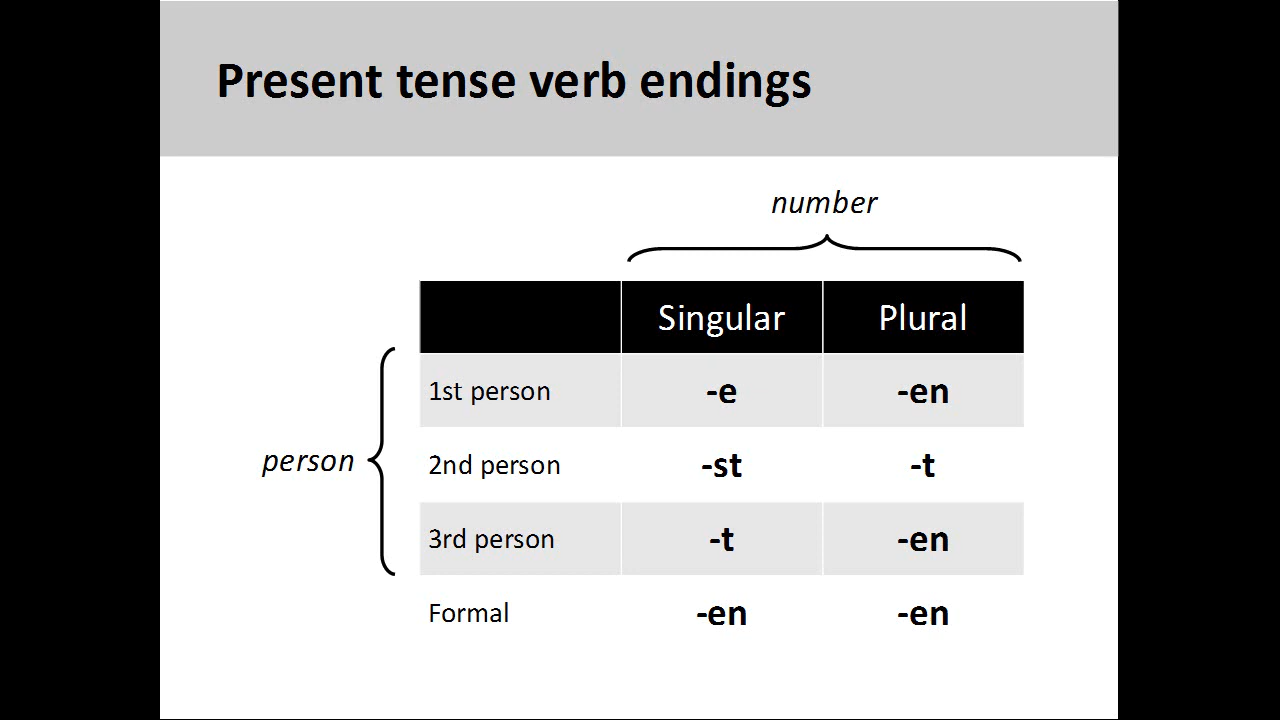 Present tense verb endings
number
Singular Plural
1st person -e -en
person
2nd person -st -t
3rd person -t -en
Formal -en -en